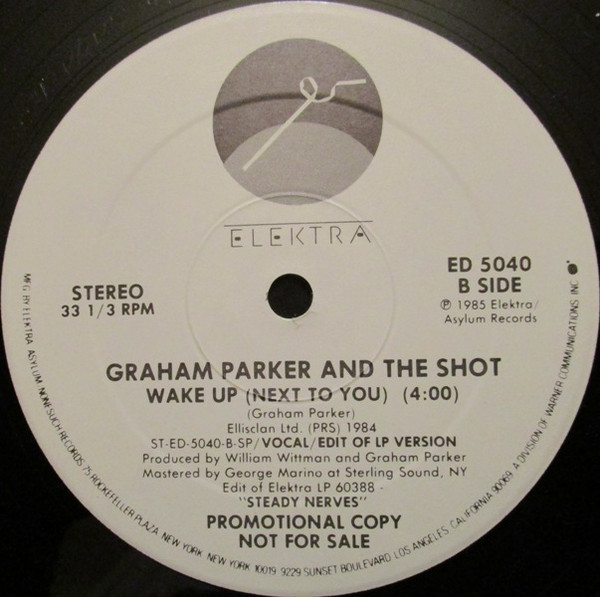 ELEKTRA
STEREO
33 1/3 RPM
ED 5040
B SIDE
℗ 1985 Elektra/
Asylum Records
GRAHAM PARKER AND THE SHOT
WAKE UP (NEXT TO YOU) (4:00)
(Graham Parker)
Ellisclan Ltd. (PRS) 1984
ST-ED-5040-B-SP/VOCAL/EDIT OF LP VERSION
Produced by William Wittman and Graham Parker
Mastered by George Marino at Sterling Sound, NY
Edit of Elektra LP 60388 -
"STEADY NERVES"
PROMOTIONAL COPY
NOT FOR SALE
MFG BY ELEKTRA ASYLUM NONESUCH RECORDS 75 ROCKEFELLER PLAZA NEW YORK NEW YORK 10019 9229 SUNSET BOULEVARD LOS ANGELES CALIFORNIA 90069 A DIVISION OF WARNER COMMUNICATIONS INC